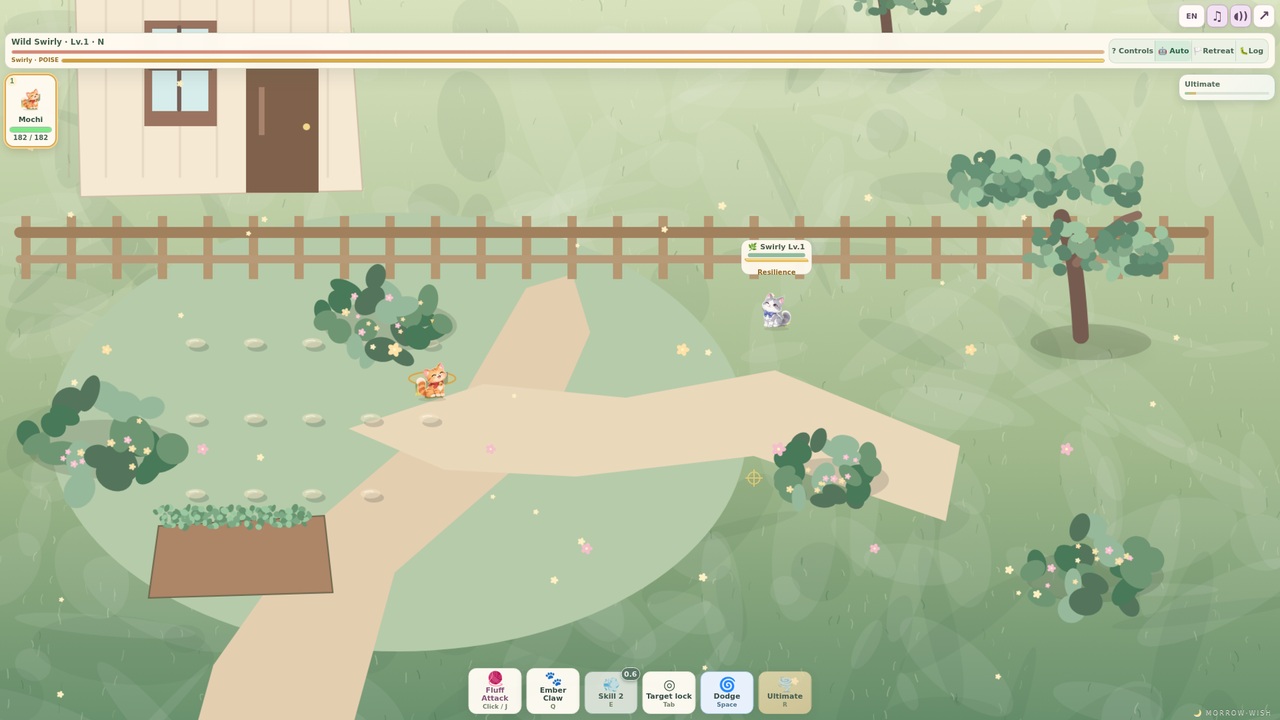 EN
Wild Swirly · Lv.1 · N
Swirly · POISE
? Controls
Auto
Retreat
Log
1
Mochi
182 / 182
Ultimate
Swirly Lv.1
Resilience
Fluff Attack
Click / J
Ember Claw
Q
0.6
Skill 2
E
Target lock
Tab
Dodge
Space
Ultimate
R
MORROW-WISH